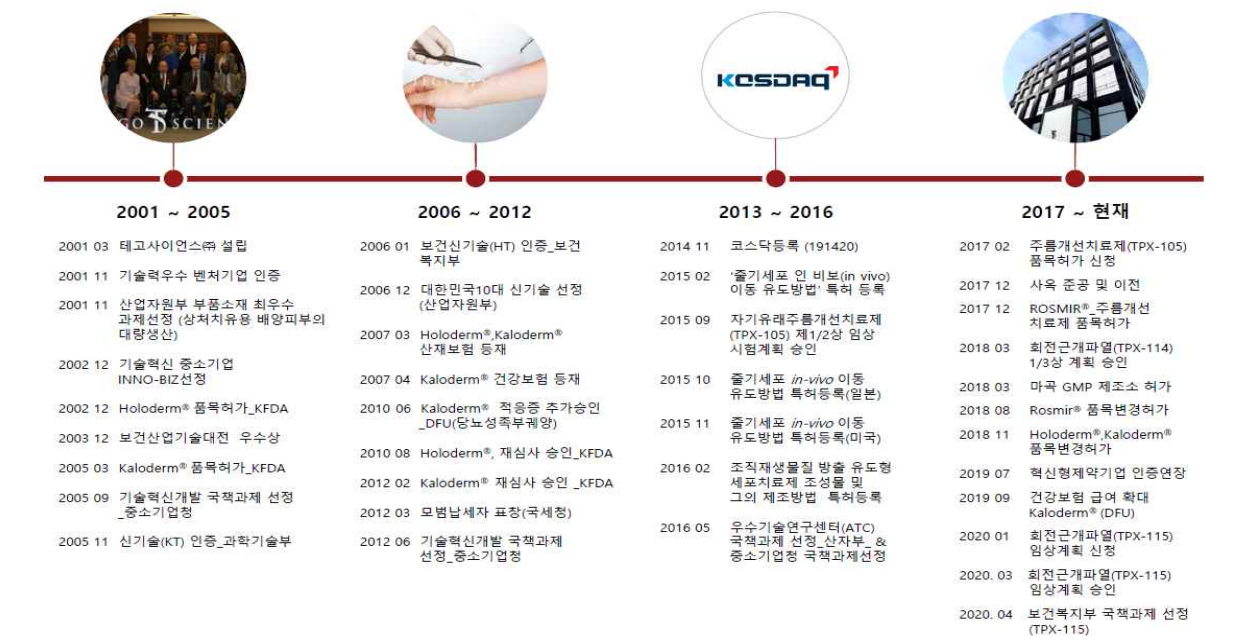 GO SCIEN
KOSDAQ
2001 ~ 2005
2001 03 테고사이언스㈜ 설립
2001 11 기술력우수 벤처기업 인증
2001 11 산업자원부 부품소재 최우수
과제선정 (상처치유용 배양피부의
대량생산)
2002 12 기술혁신 중소기업
INNO-BIZ선정
2002 12 Holoderm® 품목허가_KFDA
2003 12 보건산업기술대전 우수상
2005 03 Kaloderm® 품목허가_KFDA
2005 09 기술혁신개발 국책과제 선정
_중소기업청
2005 11 신기술(KT) 인증_과학기술부
2006 ~ 2012
2006 01 보건신기술(HT) 인증_보건
복지부
2006 12 대한민국10대 신기술 선정
(산업자원부)
2007 03 Holoderm®,Kaloderm®
산재보험 등재
2007 04 Kaloderm® 건강보험 등재
2010 06 Kaloderm® 적응증 추가승인
_DFU(당뇨성족부궤양)
2010 08 Holoderm®, 재심사 승인_KFDA
2012 02 Kaloderm® 재심사 승인 _KFDA
2012 03 모범납세자 표창(국세청)
2012 06 기술혁신개발 국책과제
선정_중소기업청
2013 ~ 2016
2014 11 코스닥등록 (191420)
2015 02 '줄기세포 인 비보(in vivo)
이동 유도방법' 특허 등록
2015 09 자기유래주름개선치료제
(TPX-105) 제1/2상 임상
시험계획 승인
2015 10 줄기세포 in-vivo 이동
유도방법 특허등록(일본)
2015 11 줄기세포 in-vivo 이동
유도방법 특허등록(미국)
2016 02 조직재생물질 방출 유도형
세포치료제 조성물 및
그의 제조방법 특허등록
2016 05 우수기술연구센터(ATC)
국책과제 선정_산자부_ &
중소기업청 국책과제선정
2017 ~ 현재
2017 02 주름개선치료제(TPX-105)
품목허가 신청
2017 12 사옥 준공 및 이전
2017 12 ROSMIR®_주름개선
치료제 품목허가
2018 03 회전근개파열(TPX-114)
1/3상 계획 승인
2018 03 마곡 GMP 제조소 허가
2018 08 Rosmir® 품목변경허가
2018 11 Holoderm®,Kaloderm®
품목변경허가
2019 07 혁신형제약기업 인증연장
2019 09 건강보험 급여 확대
Kaloderm® (DFU)
2020 01 회전근개파열(TPX-115)
임상계획 신청
2020. 03 회전근개파열(TPX-115)
임상계획 승인
2020. 04 보건복지부 국책과제 선정
(TPX-115)